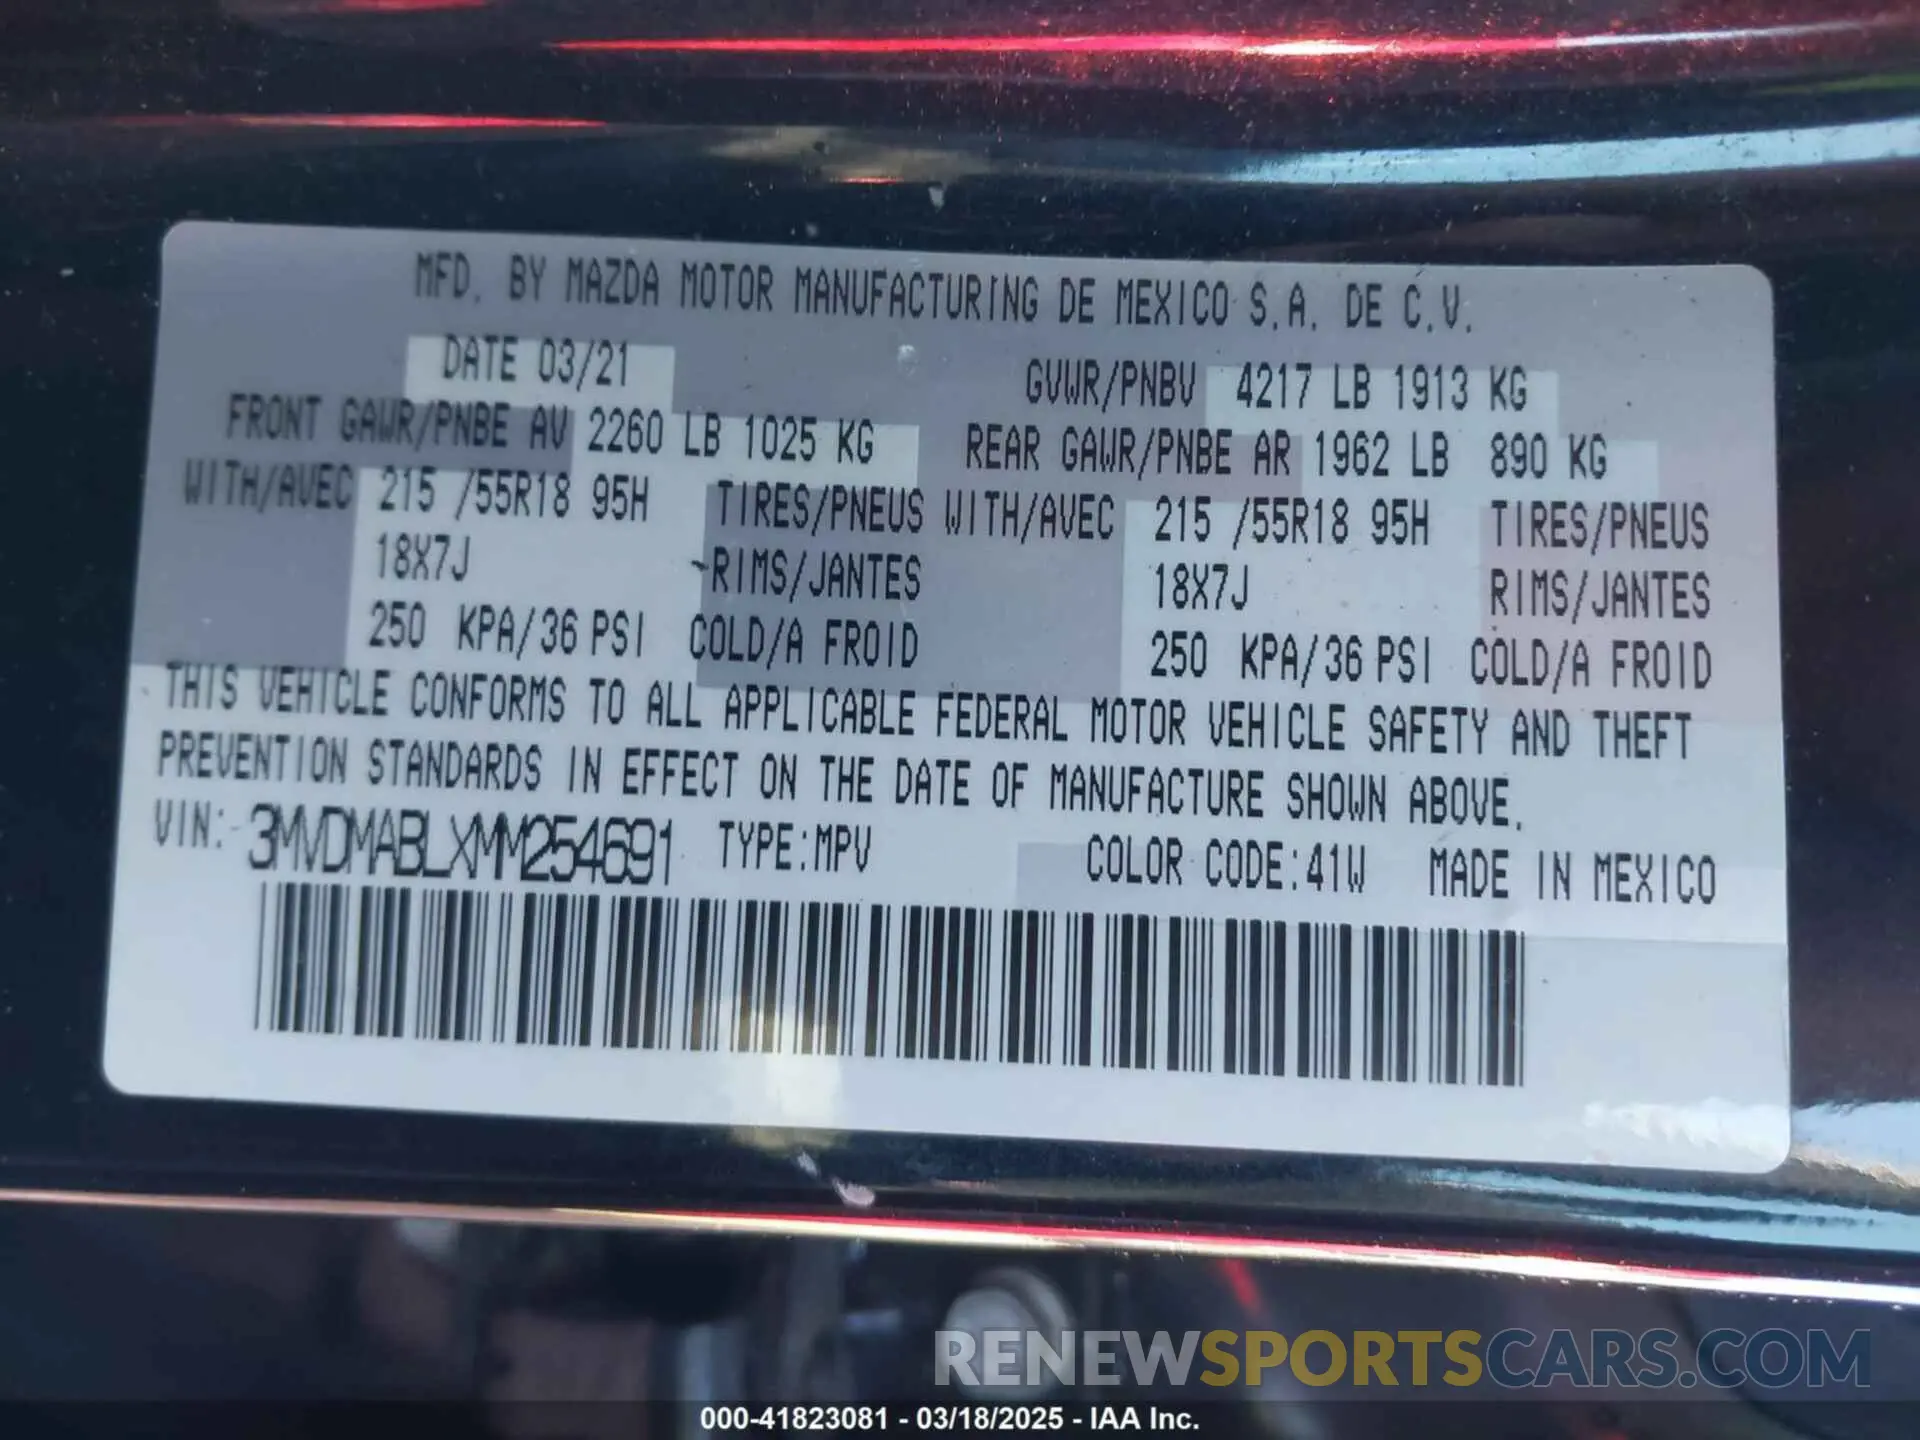 MFD. BY MAZDA MOTOR MANUFACTURING DE MEXICO S.A. DE C.V.
DATE 03/21 GVWR/PNBV 4217 LB 1913 KG
FRONT GAWR/PNBE AV 2260 LB 1025 KG REAR GAWR/PNBE AR 1962 LB 890 KG
WITH/AVEC 215 /55R18 95H TIRES/PNEUS WITH/AVEC 215 /55R18 95H TIRES/PNEUS
18X7J RIMS/JANTES 18X7J RIMS/JANTES
250 KPA/36 PSI COLD/A FROID 250 KPA/36 PSI COLD/A FROID
THIS VEHICLE CONFORMS TO ALL APPLICABLE FEDERAL MOTOR VEHICLE SAFETY AND THEFT
PREVENTION STANDARDS IN EFFECT ON THE DATE OF MANUFACTURE SHOWN ABOVE.
VIN: 3MVDMABLXMM254691 TYPE:MPV COLOR CODE:41W MADE IN MEXICO
RENEWSPORTSCARS.COM
000-41823081 - 03/18/2025 - IAA Inc.